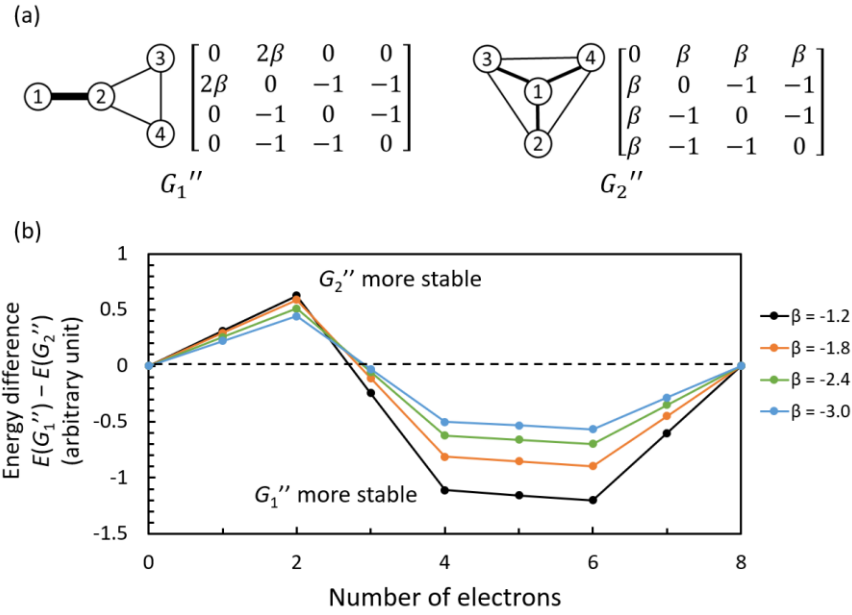 (a)
1 2 3 4
0 2β 0 0
2β 0 −1 −1
0 −1 0 −1
0 −1 −1 0
G₁′′
3 4 1 2
0 β β β
β 0 −1 −1
β −1 0 −1
β −1 −1 0
G₂′′
(b)
Energy difference
E(G₁′′) − E(G₂′′)
(arbitrary unit)
1
0.5
0
-0.5
-1
-1.5
G₂′′ more stable
G₁′′ more stable
β = -1.2
β = -1.8
β = -2.4
β = -3.0
0 2 4 6 8
Number of electrons